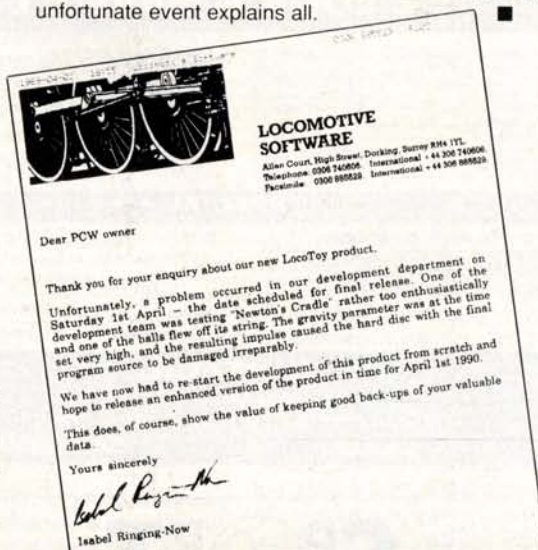 unfortunate event explains all.
LOCOMOTIVE
SOFTWARE
Allen Court, High Street, Dorking, Surrey RH4 1YL.
Telephone 0306 740606. International +44 306 740606.
Facsimile 0306 885529. International +44 306 885529.
Dear PCW owner
Thank you for your enquiry about our new LocoToy product.
Unfortunately, a problem occurred in our development department on
Saturday 1st April – the date scheduled for final release. One of the
development team was testing "Newton's Cradle" rather too enthusiastically
and one of the balls flew off its string. The gravity parameter was at the time
set very high, and the resulting impulse caused the hard disc with the final
program source to be damaged irreparably.
We have now had to re-start the development of this product from scratch and
hope to release an enhanced version of the product in time for April 1st 1990.
This does, of course, show the value of keeping good back-ups of your valuable
data.
Yours sincerely
Isabel Ringing-Now
Isabel Ringing-Now